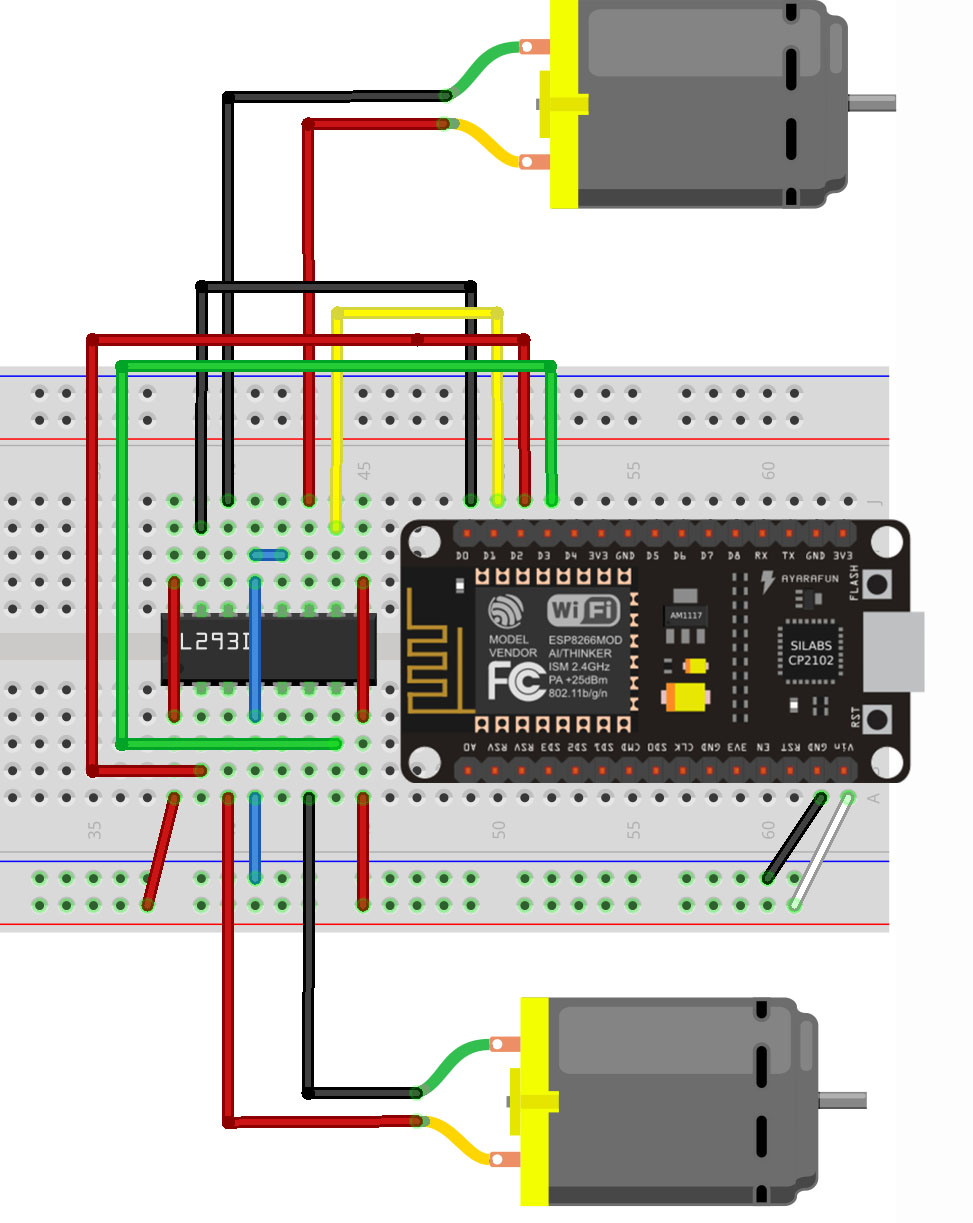 45 55 60
J
D0 D1 D2 D3 D4 3V3 GND D5 D6 D7 D8 RX TX GND 3V3
AYARAFUN
FLASH
L293D
Wi Fi
AM1117
MODEL
VENDOR
ESP8266MOD
AI/THINKER
ISM 2.4GHz
PA +25dBm
802.11b/g/n
FC
SILABS
CP2102
RST
A0 RSV RSV SD3 SD2 SD1 CMD SD0 CLK GND 3V3 EN RST GND Vin
A
35 50 55 60